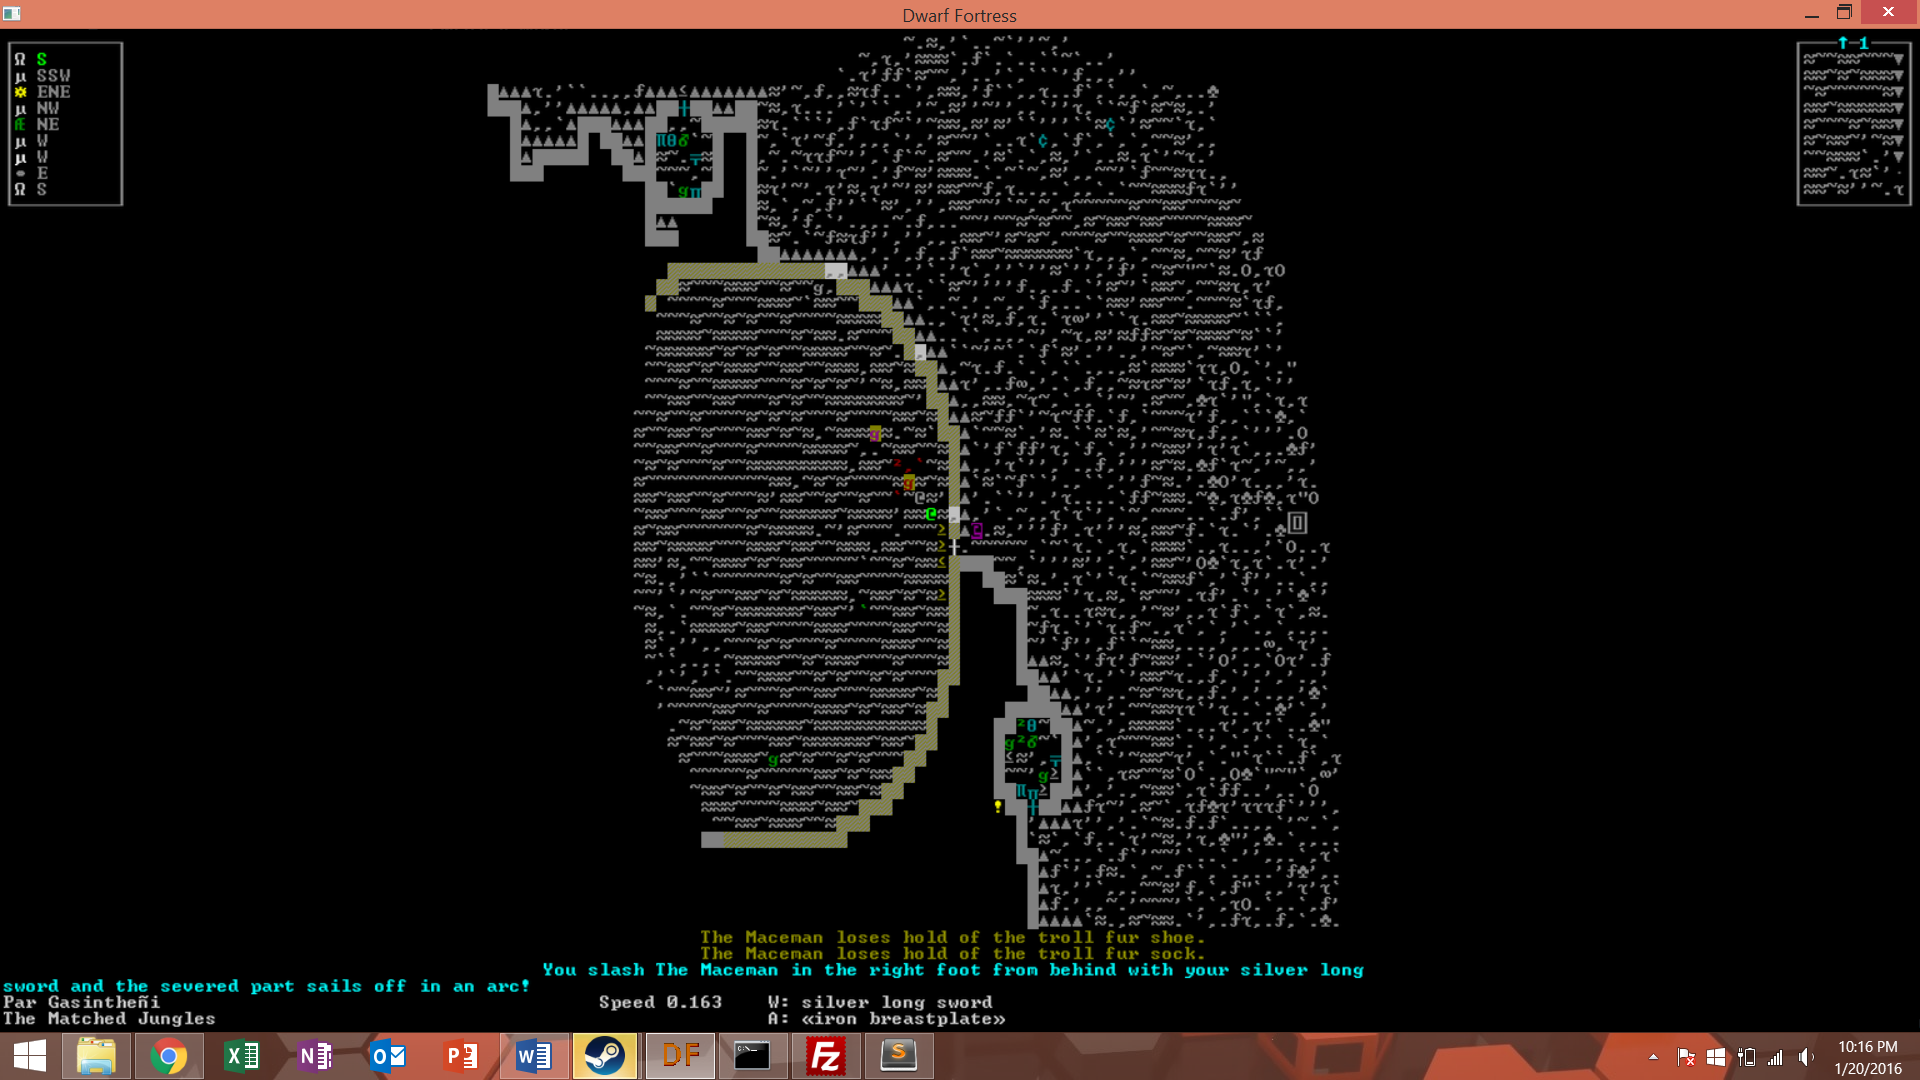 Dwarf Fortress
Ω S
µ SSW
☼ ENE
µ NW
Æ NE
µ W
µ W
• E
Ω S
↑ 1
The Maceman loses hold of the troll fur shoe.
The Maceman loses hold of the troll fur sock.
You slash The Maceman in the right foot from behind with your silver long
sword and the severed part sails off in an arc!
Par Gasintheñi Speed 0.163 W: silver long sword
The Matched Jungles A: «iron breastplate»
DF
10:16 PM
1/20/2016